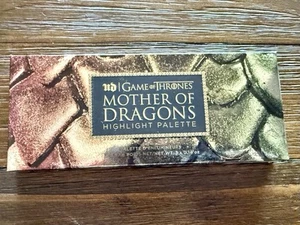 UD | GAME OF THRONES
MOTHER OF
DRAGONS
HIGHLIGHT PALETTE